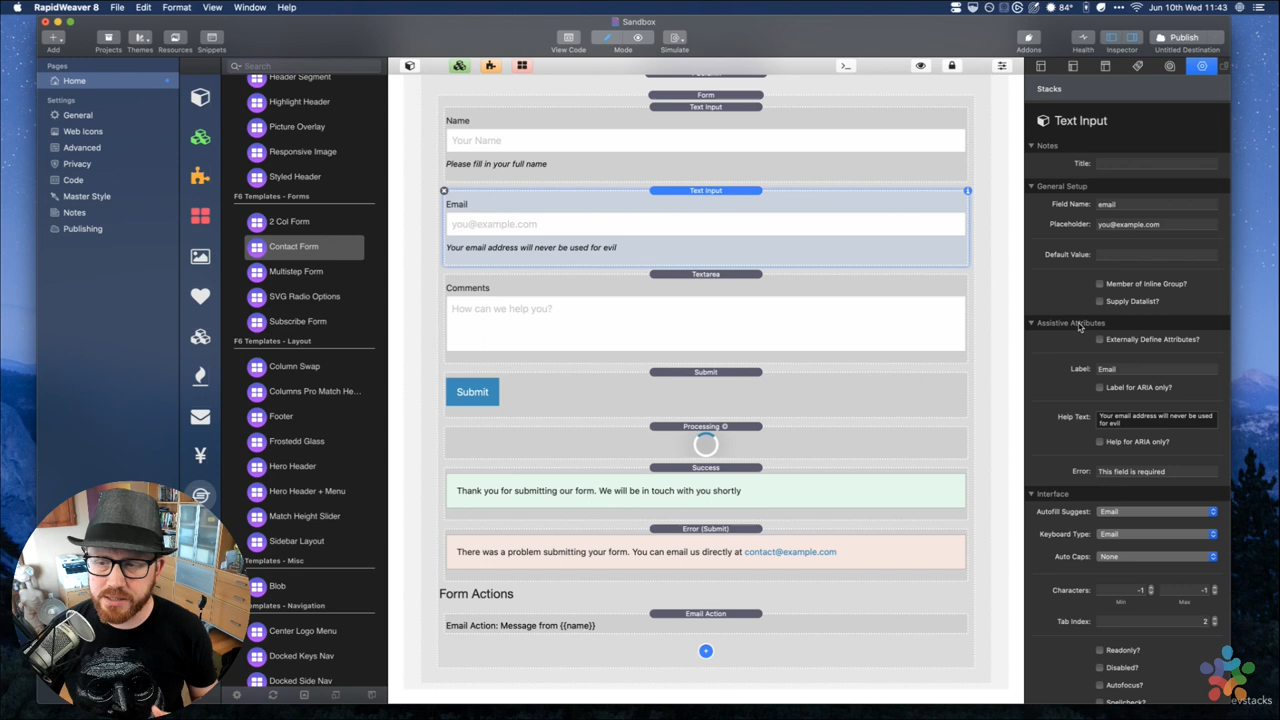 RapidWeaver 8 File Edit Format View Window Help
84° Jun 10th Wed 11:43
Sandbox
Add Projects Themes Resources Snippets View Code Mode Simulate Addons Health Inspector Publish
Untitled Destination
Pages
Home
Settings
General
Web Icons
Advanced
Privacy
Code
Master Style
Notes
Publishing
Search
Header Segment
Highlight Header
Picture Overlay
Responsive Image
Styled Header
F6 Templates - Forms
2 Col Form
Contact Form
Multistep Form
SVG Radio Options
Subscribe Form
F6 Templates - Layout
Column Swap
Columns Pro Match He...
Footer
Frostedd Glass
Hero Header
Hero Header + Menu
Match Height Slider
Sidebar Layout
Templates - Misc
Blob
Templates - Navigation
Center Logo Menu
Docked Keys Nav
Docked Side Nav
Form
Text Input
Name
Your Name
Please fill in your full name
Text Input
Email
you@example.com
Your email address will never be used for evil
Textarea
Comments
How can we help you?
Submit
Submit
Processing
Success
Thank you for submitting our form. We will be in touch with you shortly
Error (Submit)
There was a problem submitting your form. You can email us directly at contact@example.com
Form Actions
Email Action
Email Action: Message from {{name}}
Stacks
Text Input
Notes
Title:
General Setup
Field Name: email
Placeholder: you@example.com
Default Value:
Member of Inline Group?
Supply Datalist?
Assistive Attributes
Externally Define Attributes?
Label: Email
Label for ARIA only?
Help Text: Your email address will never be used
for evil
Help for ARIA only?
Error: This field is required
Interface
Autofill Suggest: Email
Keyboard Type: Email
Auto Caps: None
Characters: -1 -1
Min Max
Tab Index: 2
Readonly?
Disabled?
Autofocus?
Spellcheck?
evstacks